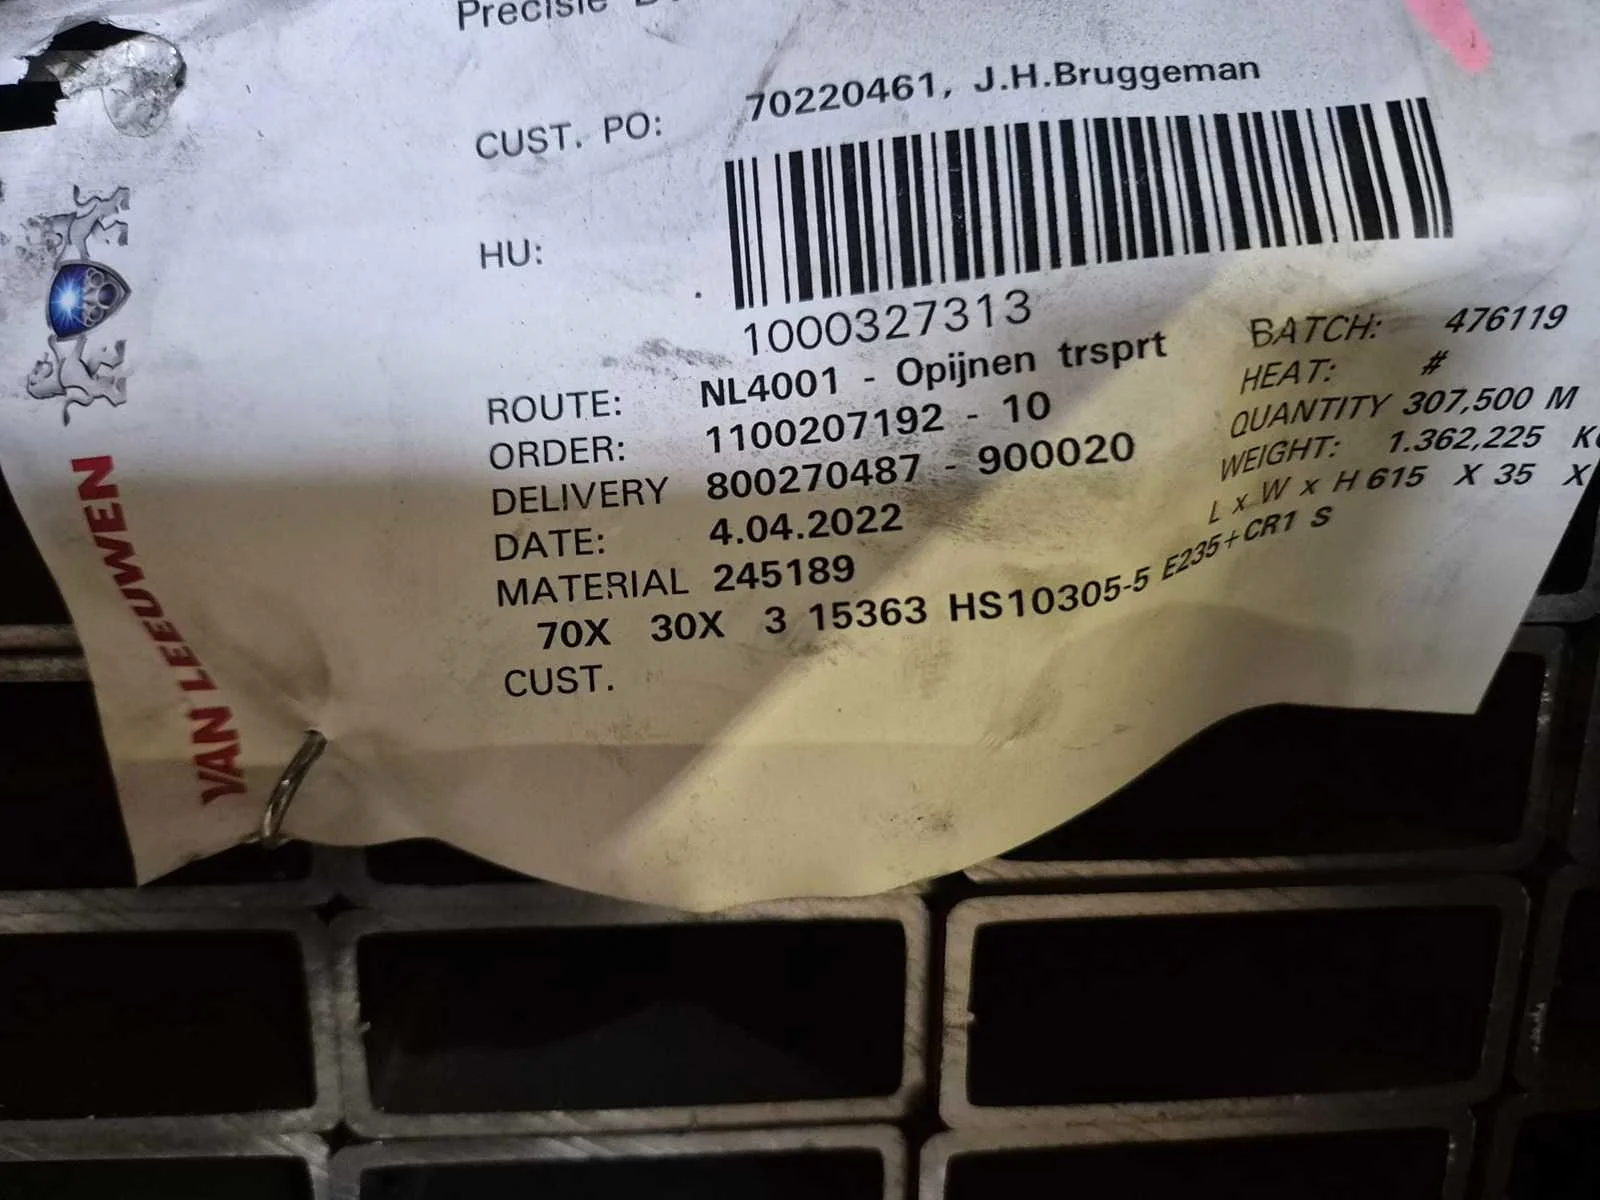 Precisie
CUST. PO: 70220461, J.H.Bruggeman
HU:
1000327313
ROUTE: NL4001 - Opijnen trsprt
ORDER: 1100207192 - 10
DELIVERY 800270487 - 900020
DATE: 4.04.2022
MATERIAL 245189
70X 30X 3 15363 HS10305-5 E235+CR1 S
CUST.
BATCH: 476119
HEAT: #
QUANTITY 307,500 M
WEIGHT: 1.362,225
L x W x H 615 X 35 X
VAN LEEUWEN